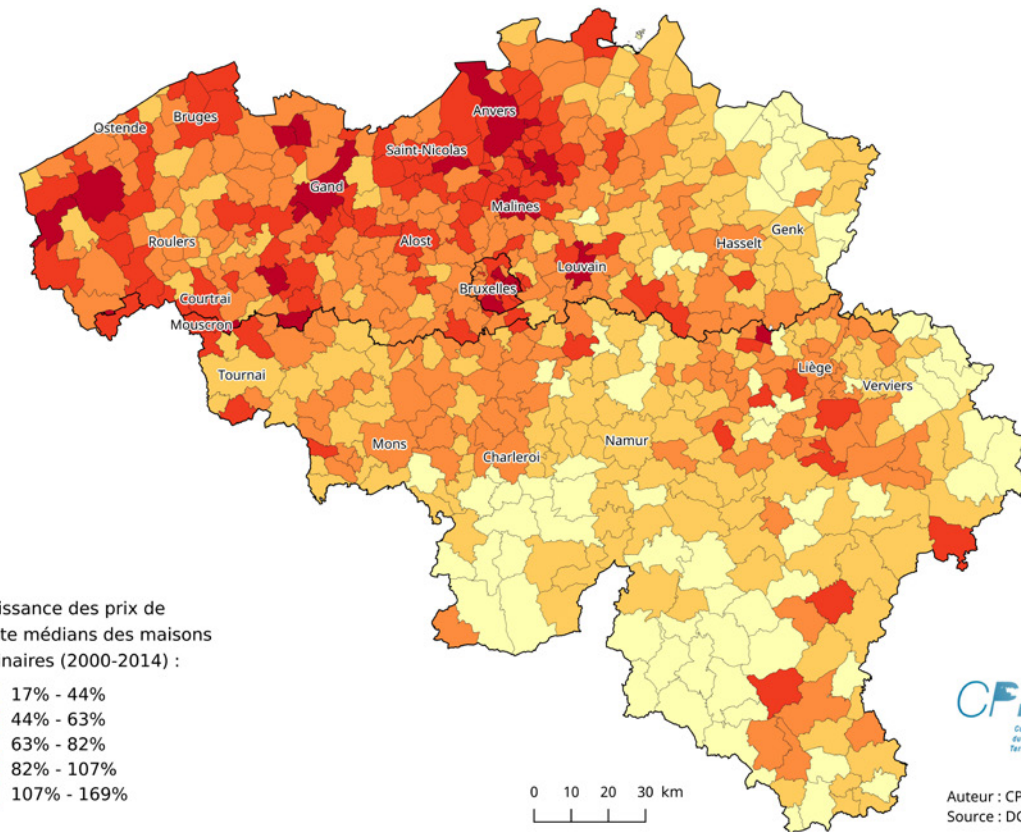 Anvers
Bruges
Ostende
Saint-Nicolas
Gand
Malines
Roulers
Alost
Genk
Hasselt
Louvain
Bruxelles
Courtrai
Mouscron
Liège
Tournai
Verviers
Mons
Namur
Charleroi
issance des prix de
te médians des maisons
inaires (2000-2014) :
17% - 44%
44% - 63%
63% - 82%
82% - 107%
107% - 169%
0 10 20 30 km
CP
Auteur : CP
Source : DG